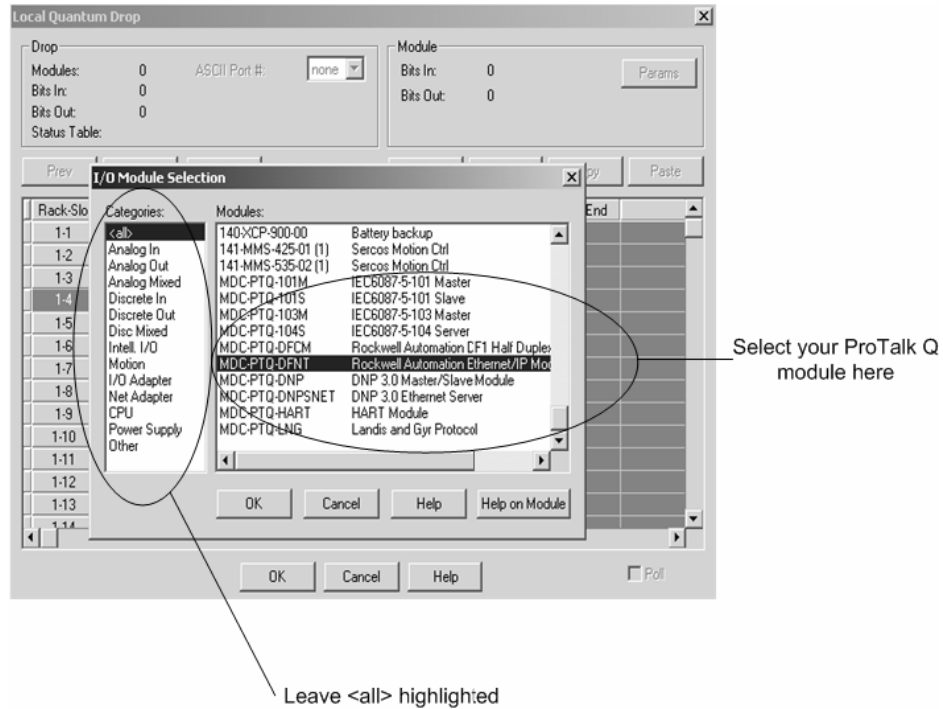 Local Quantum Drop
Drop
Modules: 0 ASCII Port #: none
Bits In: 0
Bits Out: 0
Status Table:
Module
Bits In: 0
Bits Out: 0
Params
Prev
Paste
Rack-Slo
End
1-1
1-2
1-3
1-4
1-5
1-6
1-7
1-8
1-9
1-10
1-11
1-12
1-13
1-14
I/O Module Selection
Categories:
<all>
Analog In
Analog Out
Analog Mixed
Discrete In
Discrete Out
Disc Mixed
Intell. I/O
Motion
I/O Adapter
Net Adapter
CPU
Power Supply
Other
Modules:
140-XCP-900-00 Battery backup
141-MMS-425-01 (1) Sercos Motion Ctrl
141-MMS-535-02 (1) Sercos Motion Ctrl
MDC-PTQ-101M IEC6087-5-101 Master
MDC-PTQ-101S IEC6087-5-101 Slave
MDC-PTQ-103M IEC6087-5-103 Master
MDC-PTQ-104S IEC6087-5-104 Server
MDC-PTQ-DFCM Rockwell Automation DF1 Half Duplex
MDC-PTQ-DFNT Rockwell Automation Ethernet/IP Mod
MDC-PTQ-DNP DNP 3.0 Master/Slave Module
MDC-PTQ-DNPSNET DNP 3.0 Ethernet Server
MDC-PTQ-HART HART Module
MDC-PTQ-LNG Landis and Gyr Protocol
OK Cancel Help Help on Module
OK Cancel Help
Poll
Select your ProTalk Q
module here
Leave <all> highlighted